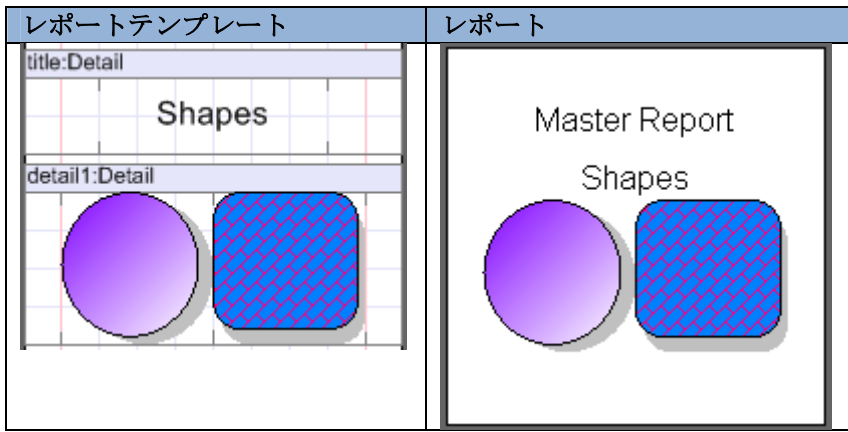 レポートテンプレート
レポート
title:Detail
Shapes
detail1:Detail
Master Report
Shapes